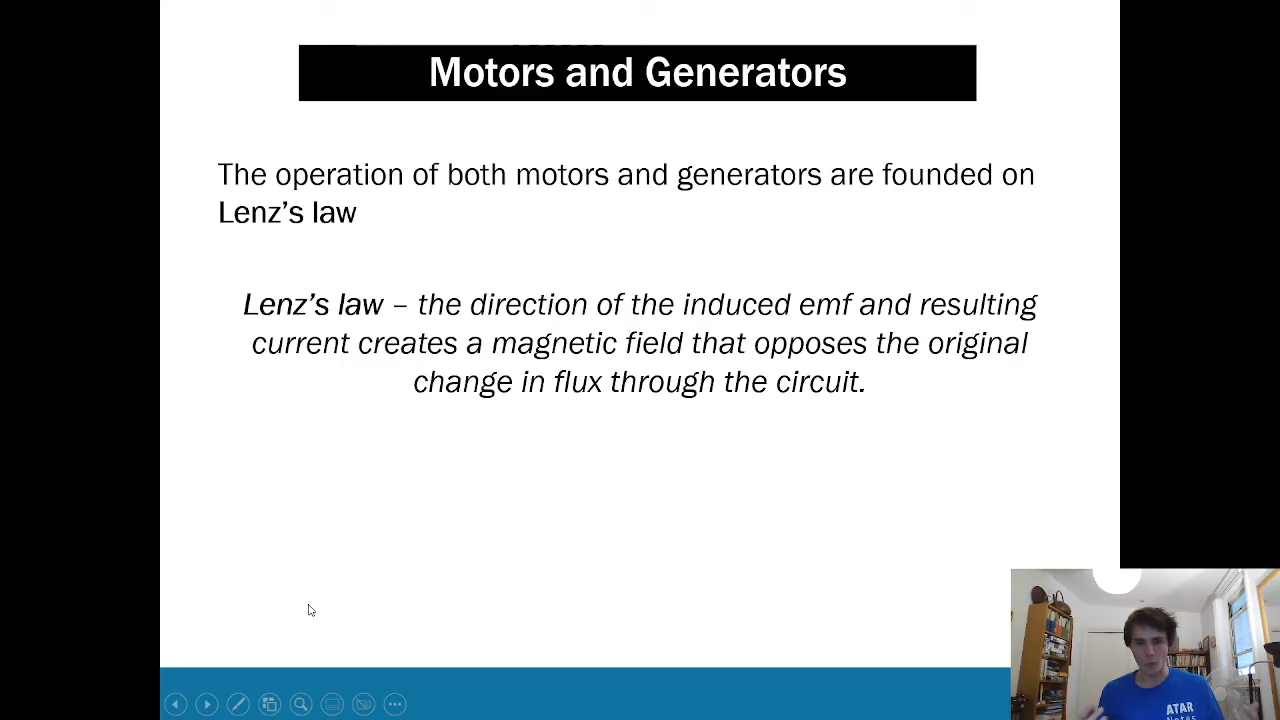 Motors and Generators
The operation of both motors and generators are founded on
Lenz's law
Lenz's law – the direction of the induced emf and resulting
current creates a magnetic field that opposes the original
change in flux through the circuit.
ATAR
Notes